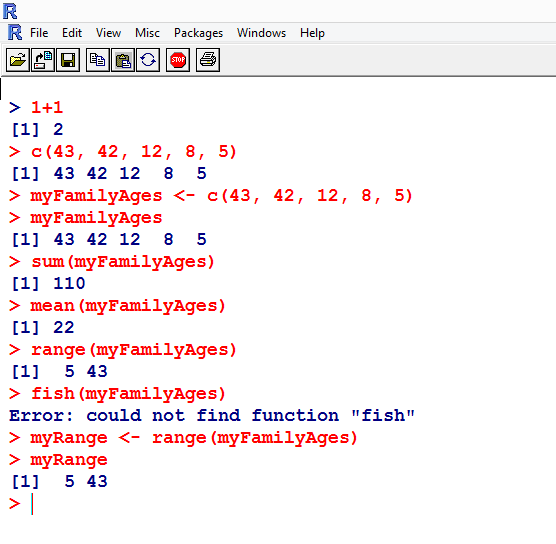 R
R File Edit View Misc Packages Windows Help
STOP
> 1+1
[1] 2
> c(43, 42, 12, 8, 5)
[1] 43 42 12  8  5
> myFamilyAges <- c(43, 42, 12, 8, 5)
> myFamilyAges
[1] 43 42 12  8  5
> sum(myFamilyAges)
[1] 110
> mean(myFamilyAges)
[1] 22
> range(myFamilyAges)
[1]  5 43
> fish(myFamilyAges)
Error: could not find function "fish"
> myRange <- range(myFamilyAges)
> myRange
[1]  5 43
>